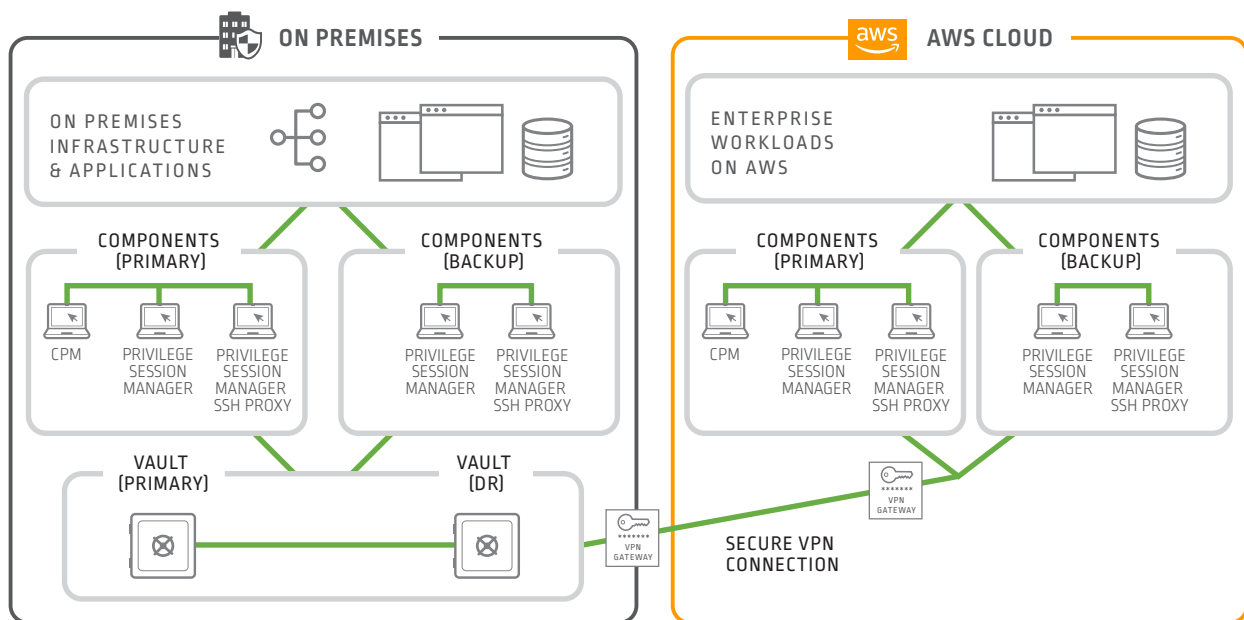 ON PREMISES
ON PREMISES
INFRASTRUCTURE
& APPLICATIONS
COMPONENTS
(PRIMARY)
CPM
PRIVILEGE
SESSION
MANAGER
PRIVILEGE
SESSION
MANAGER
SSH PROXY
COMPONENTS
(BACKUP)
PRIVILEGE
SESSION
MANAGER
PRIVILEGE
SESSION
MANAGER
SSH PROXY
VAULT
(PRIMARY)
VAULT
(DR)
*******
VPN
GATEWAY
SECURE VPN
CONNECTION
aws
AWS CLOUD
ENTERPRISE
WORKLOADS
ON AWS
COMPONENTS
(PRIMARY)
CPM
PRIVILEGE
SESSION
MANAGER
PRIVILEGE
SESSION
MANAGER
SSH PROXY
COMPONENTS
(BACKUP)
PRIVILEGE
SESSION
MANAGER
PRIVILEGE
SESSION
MANAGER
SSH PROXY
*******
VPN
GATEWAY